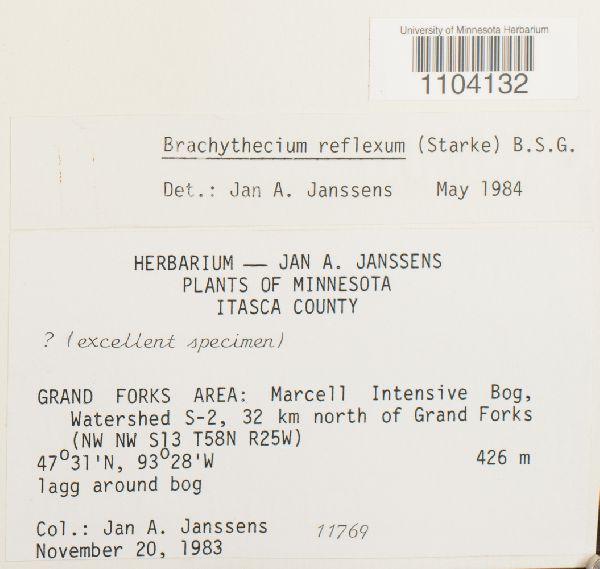 University of Minnesota Herbarium
1104132
Brachythecium reflexum (Starke) B.S.G.
Det.: Jan A. Janssens May 1984
HERBARIUM — JAN A. JANSSENS
PLANTS OF MINNESOTA
ITASCA COUNTY
? (excellent specimen)
GRAND FORKS AREA: Marcell Intensive Bog,
Watershed S-2, 32 km north of Grand Forks
(NW NW S13 T58N R25W)
47°31'N, 93°28'W 426 m
lagg around bog
Col.: Jan A. Janssens 11769
November 20, 1983